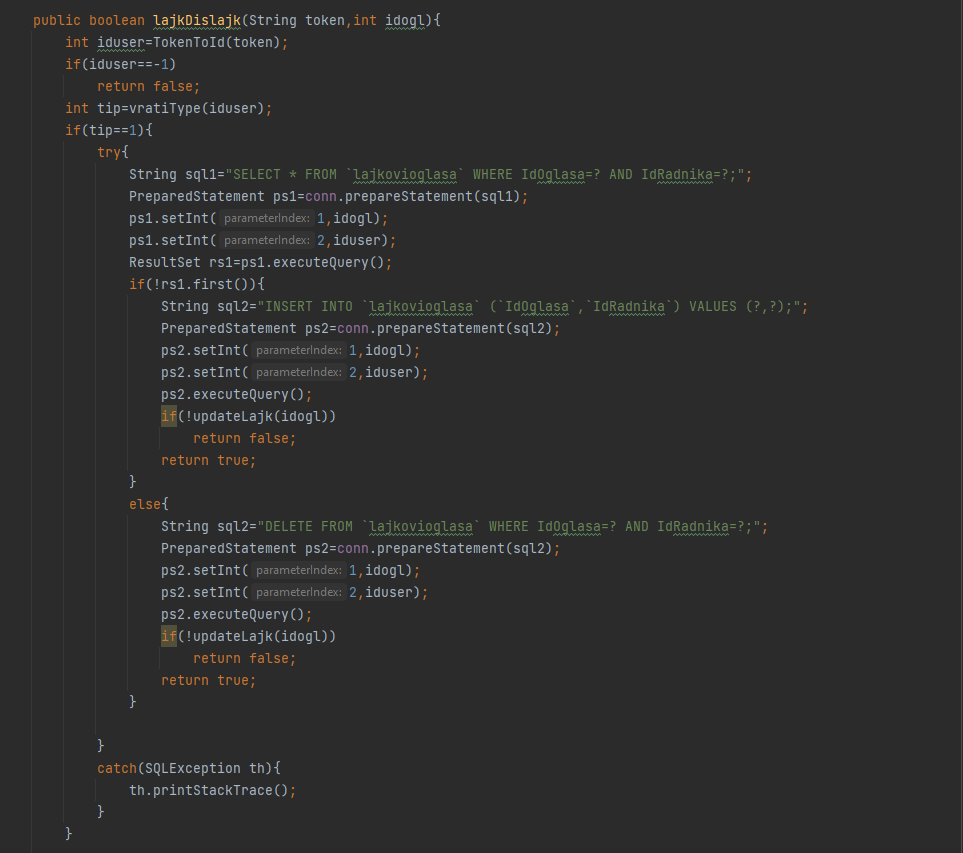 public boolean lajkDislajk(String token,int idogl){
int iduser=TokenToId(token);
if(iduser==-1)
return false;
int tip=vratiType(iduser);
if(tip==1){
try{
String sql1="SELECT * FROM `lajkovioglasa` WHERE IdOglasa=? AND IdRadnika=?;";
PreparedStatement ps1=conn.prepareStatement(sql1);
ps1.setInt( parameterIndex: 1,idogl);
ps1.setInt( parameterIndex: 2,iduser);
ResultSet rs1=ps1.executeQuery();
if(!rs1.first()){
String sql2="INSERT INTO `lajkovioglasa` (`IdOglasa`,`IdRadnika`) VALUES (?,?);";
PreparedStatement ps2=conn.prepareStatement(sql2);
ps2.setInt( parameterIndex: 1,idogl);
ps2.setInt( parameterIndex: 2,iduser);
ps2.executeQuery();
if(!updateLajk(idogl))
return false;
return true;
}
else{
String sql2="DELETE FROM `lajkovioglasa` WHERE IdOglasa=? AND IdRadnika=?;";
PreparedStatement ps2=conn.prepareStatement(sql2);
ps2.setInt( parameterIndex: 1,idogl);
ps2.setInt( parameterIndex: 2,iduser);
ps2.executeQuery();
if(!updateLajk(idogl))
return false;
return true;
}
}
catch(SQLException th){
th.printStackTrace();
}
}